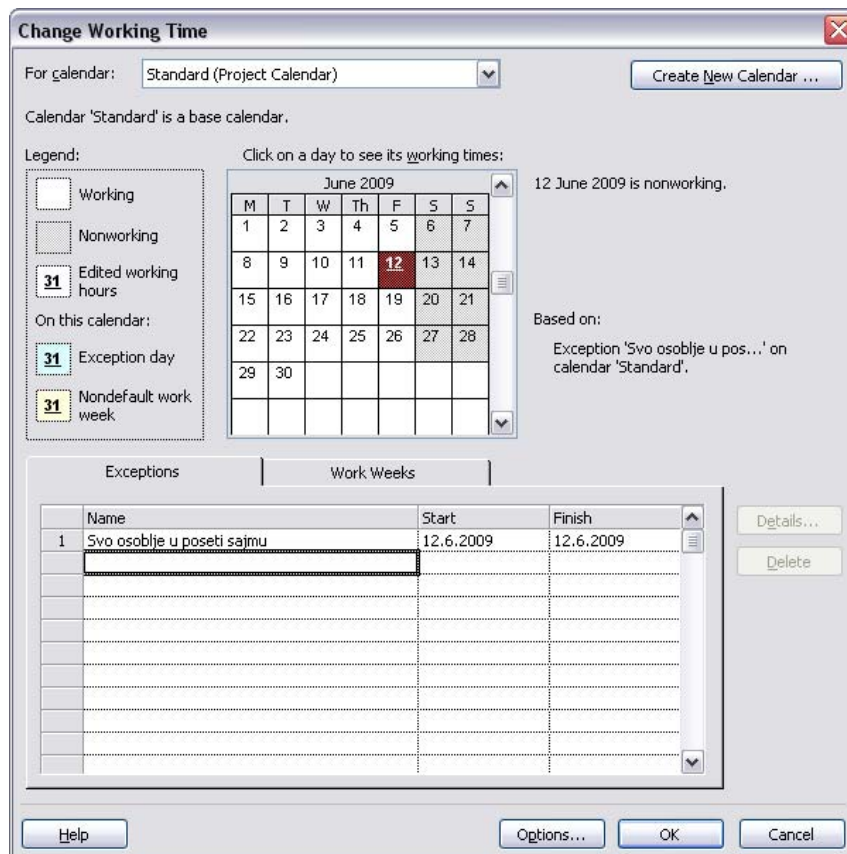 Change Working Time
For calendar: Standard (Project Calendar) Create New Calendar ...
Calendar 'Standard' is a base calendar.
Legend: Click on a day to see its working times:
Working
Nonworking
31 Edited working hours
On this calendar:
31 Exception day
31 Nondefault work week
June 2009
M T W Th F S S
1 2 3 4 5 6 7
8 9 10 11 12 13 14
15 16 17 18 19 20 21
22 23 24 25 26 27 28
29 30
12 June 2009 is nonworking.
Based on:
Exception 'Svo osoblje u pos...' on
calendar 'Standard'.
Exceptions Work Weeks
Name Start Finish
1 Svo osoblje u poseti sajmu 12.6.2009 12.6.2009
Details...
Delete
Help Options... OK Cancel